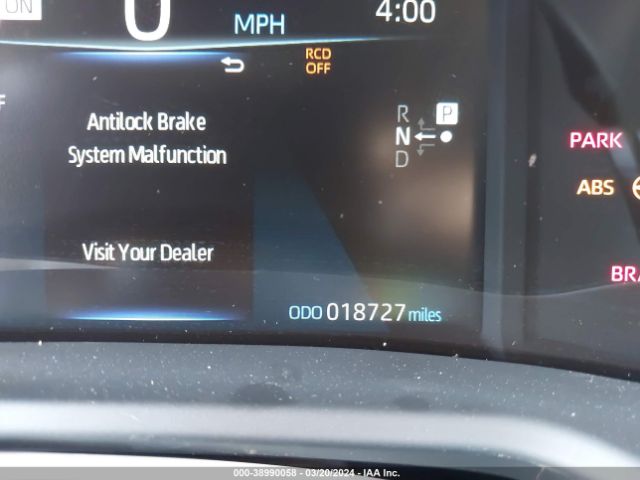 ON
0 MPH
4:00
RCD
OFF
F
Antilock Brake
System Malfunction
R P
N
D
PARK
ABS
Visit Your Dealer
BRA
ODO 018727 miles
000-38990058 - 03/20/2024 - IAA Inc.